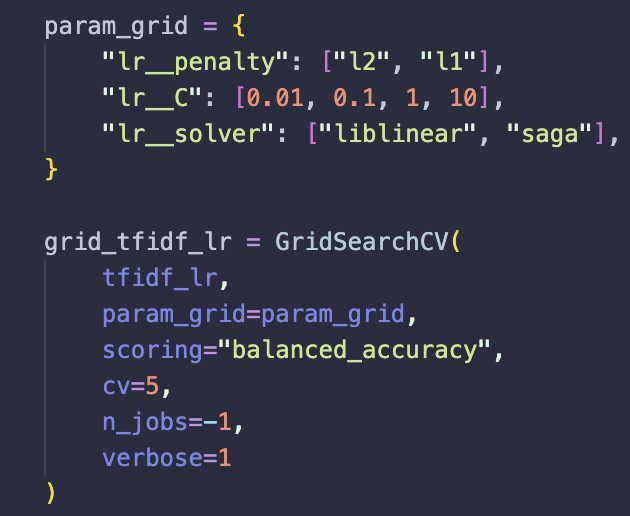 param_grid = {
    "lr__penalty": ["l2", "l1"],
    "lr__C": [0.01, 0.1, 1, 10],
    "lr__solver": ["liblinear", "saga"],
}

grid_tfidf_lr = GridSearchCV(
    tfidf_lr,
    param_grid=param_grid,
    scoring="balanced_accuracy",
    cv=5,
    n_jobs=-1,
    verbose=1
)